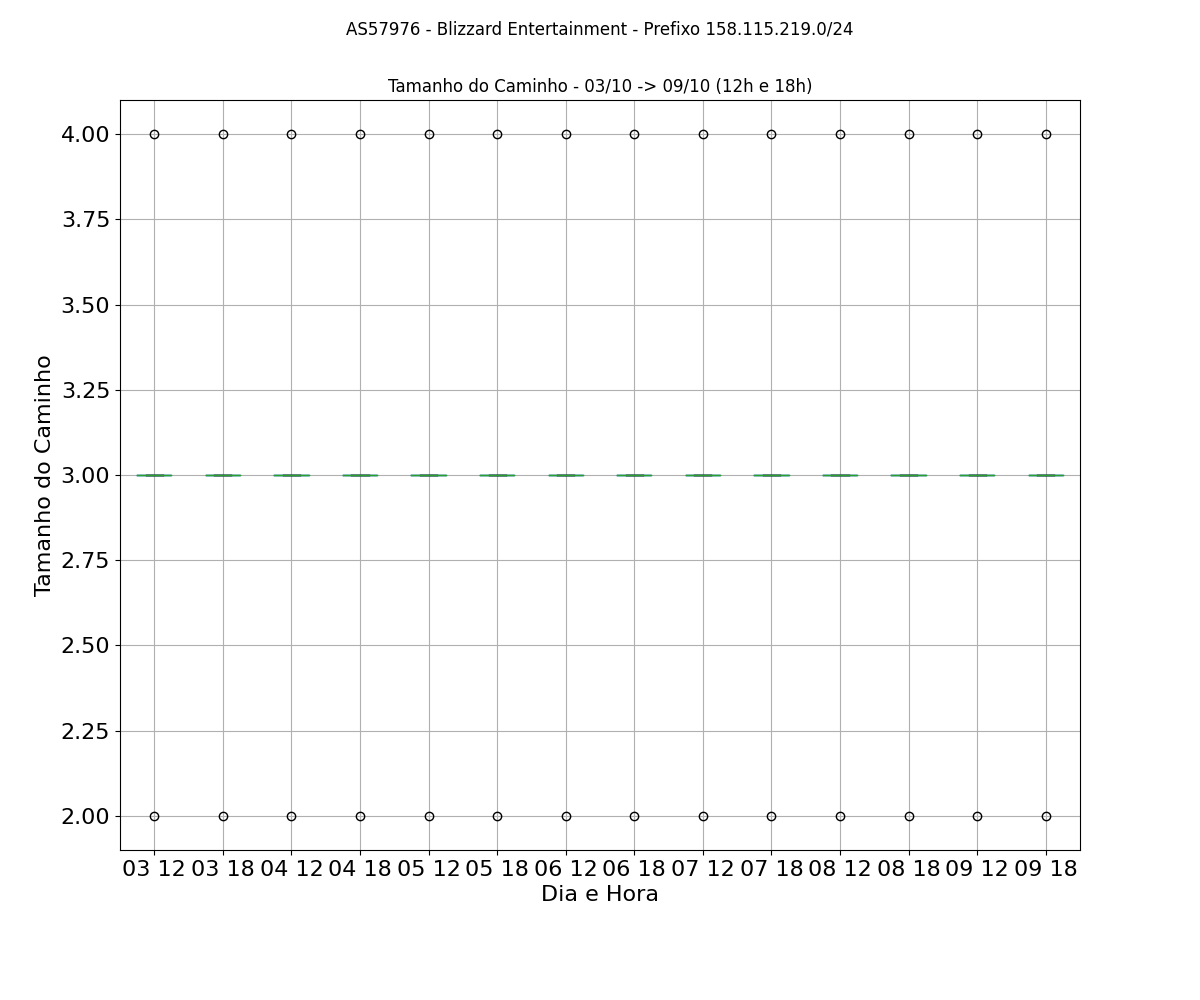 AS57976 - Blizzard Entertainment - Prefixo 158.115.219.0/24
Tamanho do Caminho - 03/10 -> 09/10 (12h e 18h)
4.00
3.75
3.50
3.25
3.00
2.75
2.50
2.25
2.00
Tamanho do Caminho
03 12 03 18 04 12 04 18 05 12 05 18 06 12 06 18 07 12 07 18 08 12 08 18 09 12 09 18
Dia e Hora